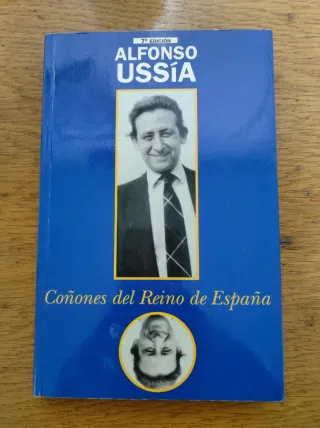 7ª EDICIÓN
ALFONSO
USSíA
Coñones del Reino de España